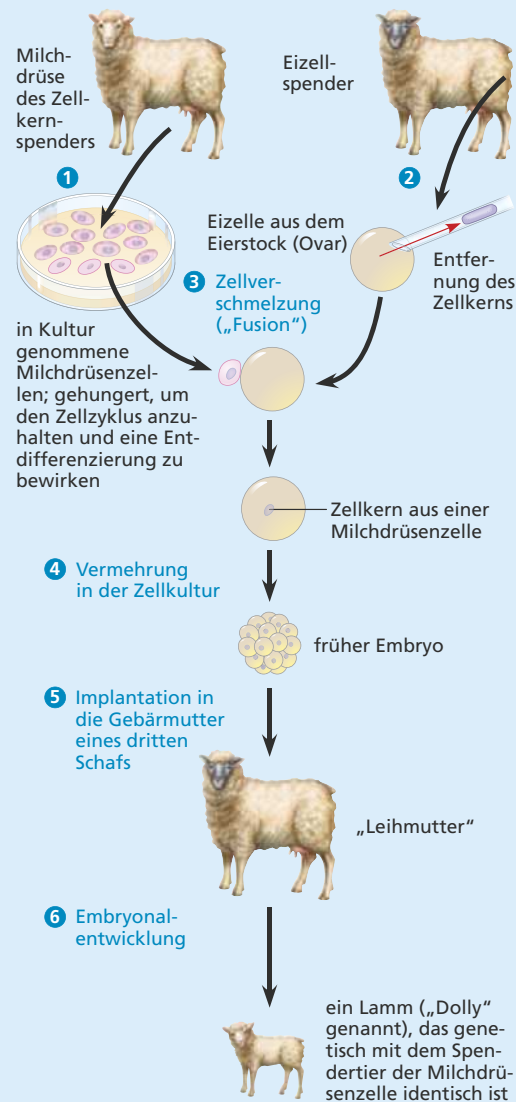 Milch-
drüse
des Zell-
kern-
spenders
Eizell-
spender
1
2
Eizelle aus dem
Eierstock (Ovar)
Entfer-
nung des
Zellkerns
3 Zellver-
schmelzung
(„Fusion“)
in Kultur
genommene
Milchdrüsenzel-
len; gehungert, um
den Zellzyklus anzu-
halten und eine Ent-
differenzierung zu
bewirken
Zellkern aus einer
Milchdrüsenzelle
4 Vermehrung
in der Zellkultur
früher Embryo
5 Implantation in
die Gebärmutter
eines dritten
Schafs
„Leihmutter“
6 Embryonal-
entwicklung
ein Lamm („Dolly“
genannt), das gene-
tisch mit dem Spen-
dertier der Milchdrü-
senzelle identisch ist